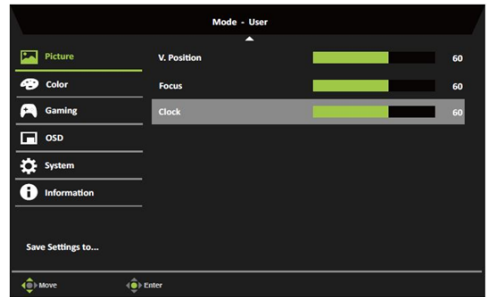 Mode - User
Picture
V. Position 60
Color
Focus 60
Gaming
Clock 60
OSD
System
Information
Save Settings to...
Move Enter